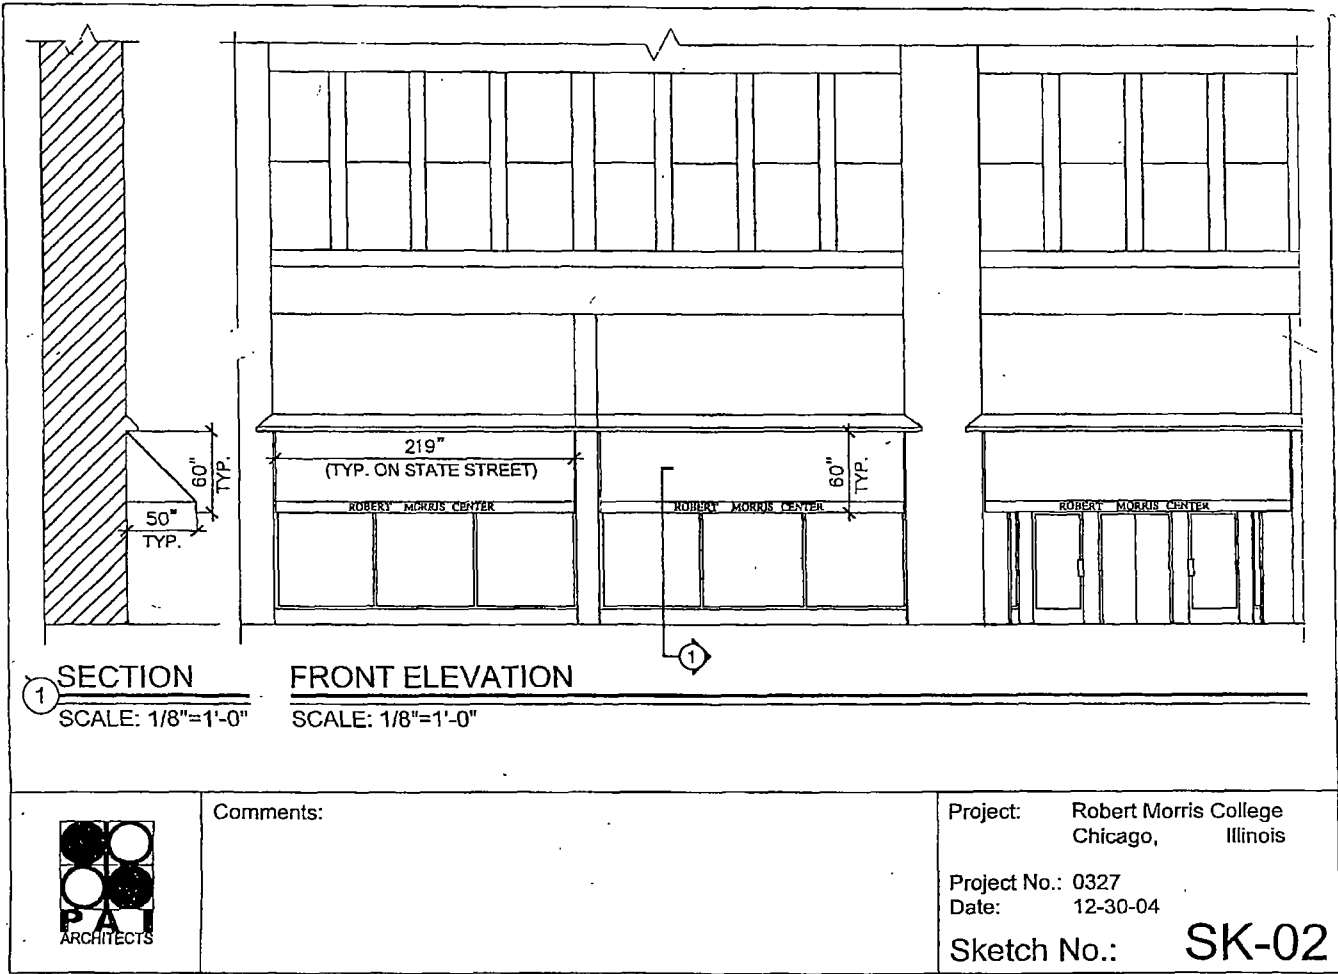 219"
(TYP. ON STATE STREET)
60"
TYP.
60"
TYP.
50"
TYP.
ROBERT MORRIS CENTER
ROBERT MORRIS CENTER
ROBERT MORRIS CENTER
1
1
SECTION
SCALE: 1/8"=1'-0"
FRONT ELEVATION
SCALE: 1/8"=1'-0"
PAI
ARCHITECTS
Comments:
Project: Robert Morris College
Chicago, Illinois
Project No.: 0327
Date: 12-30-04
Sketch No.: SK-02